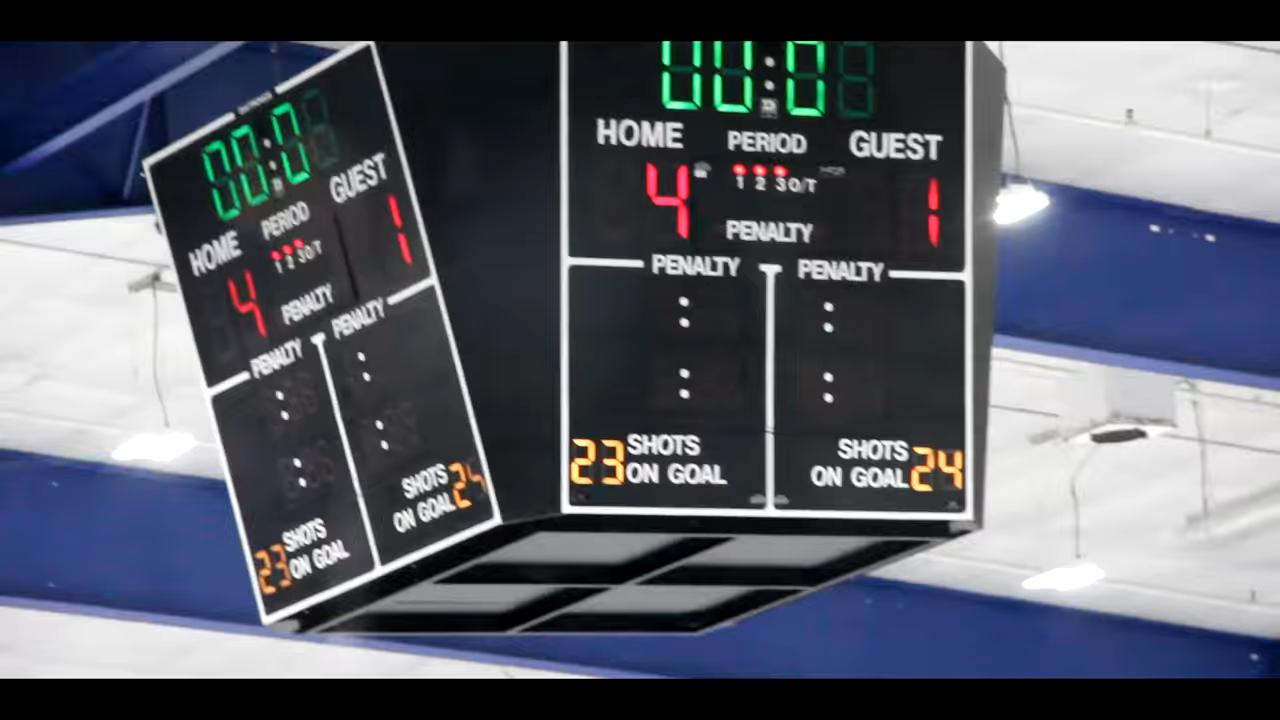 00:0
HOME PERIOD GUEST
4 1 2 3 O/T 1
PENALTY
PENALTY PENALTY
: :
: :
23 SHOTS ON GOAL SHOTS ON GOAL 24
00:0
HOME PERIOD GUEST
4 1 2 3 O/T 1
PENALTY
PENALTY PENALTY
: :
: :
23 SHOTS ON GOAL SHOTS ON GOAL 24